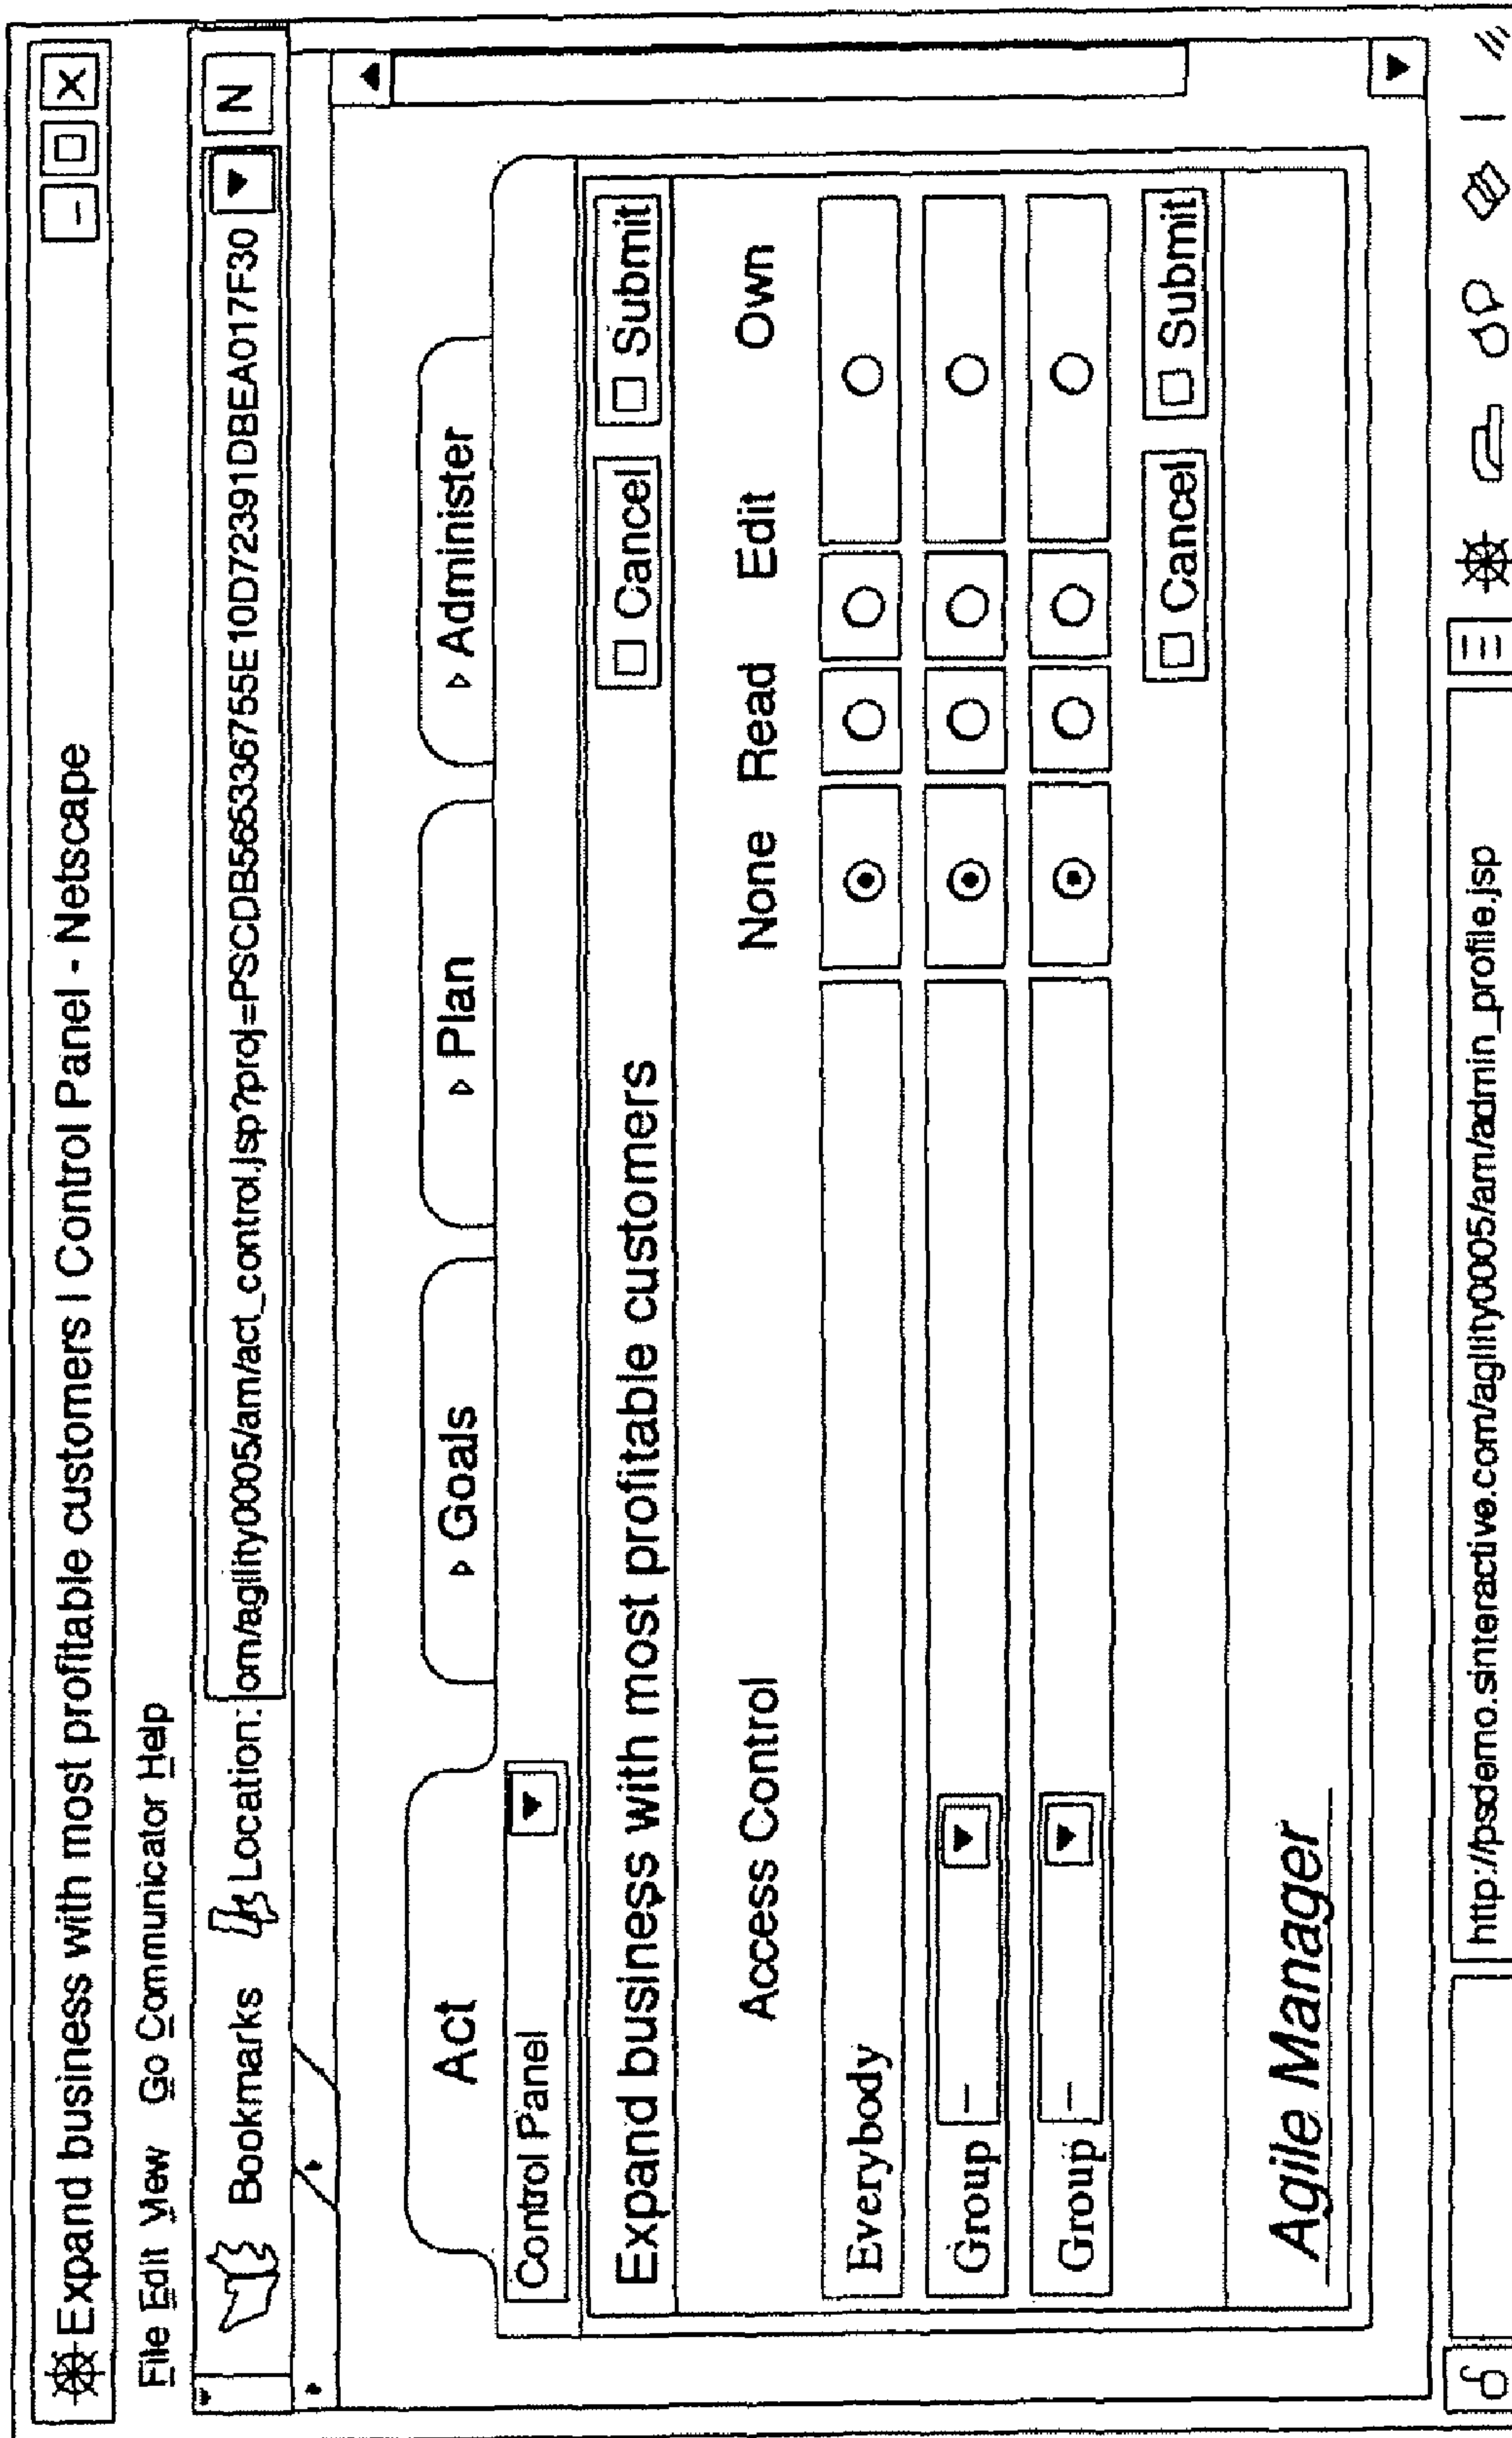 Expand business with most profitable customers | Control Panel - Netscape
File Edit View Go Communicator Help
Bookmarks Location: om/agility0005/am/act_control.jsp?proj=PSCDB565336755E10D72391DBEA017F30 N
Act Goals Plan Administer
Control Panel
Expand business with most profitable customers Cancel Submit
Access Control None Read Edit Own
Everybody
Group –
Group –
Cancel Submit
Agile Manager
http://psdemo.sinteractive.com/agility0005/am/admin_profile.jsp